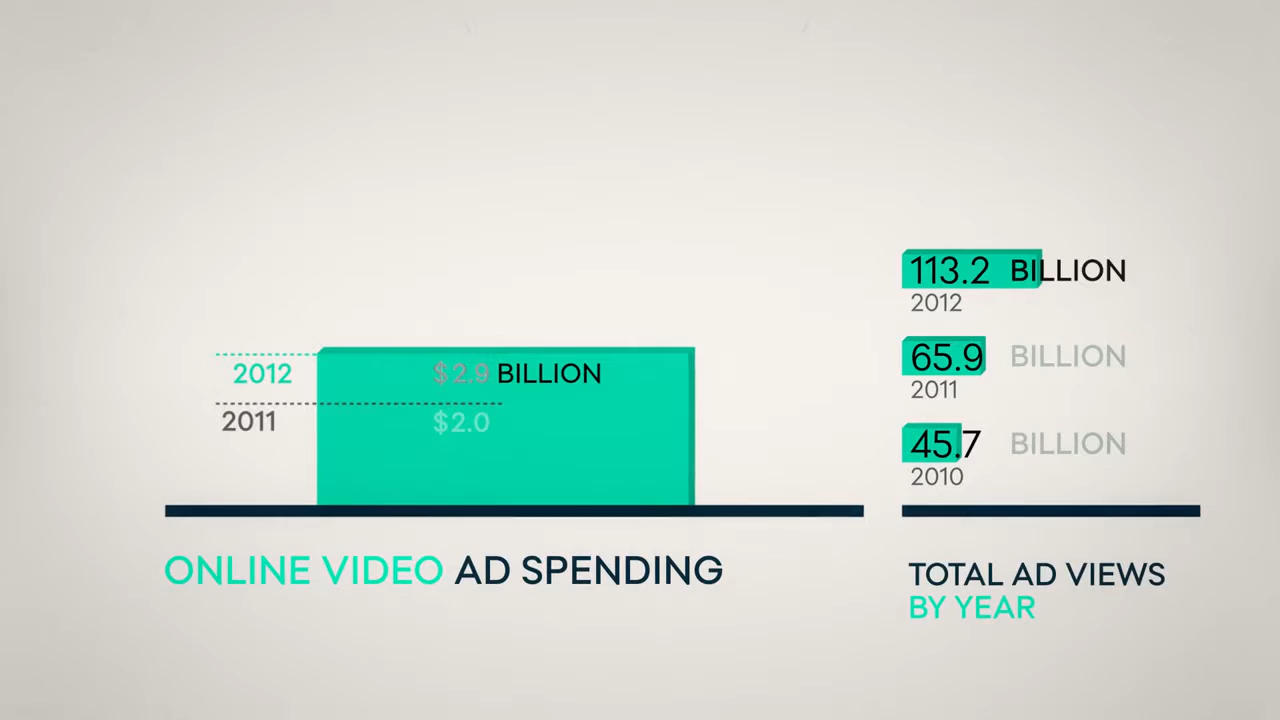 2012 $2.9 BILLION
2011 $2.0
ONLINE VIDEO AD SPENDING
113.2 BILLION
2012
65.9 BILLION
2011
45.7 BILLION
2010
TOTAL AD VIEWS
BY YEAR